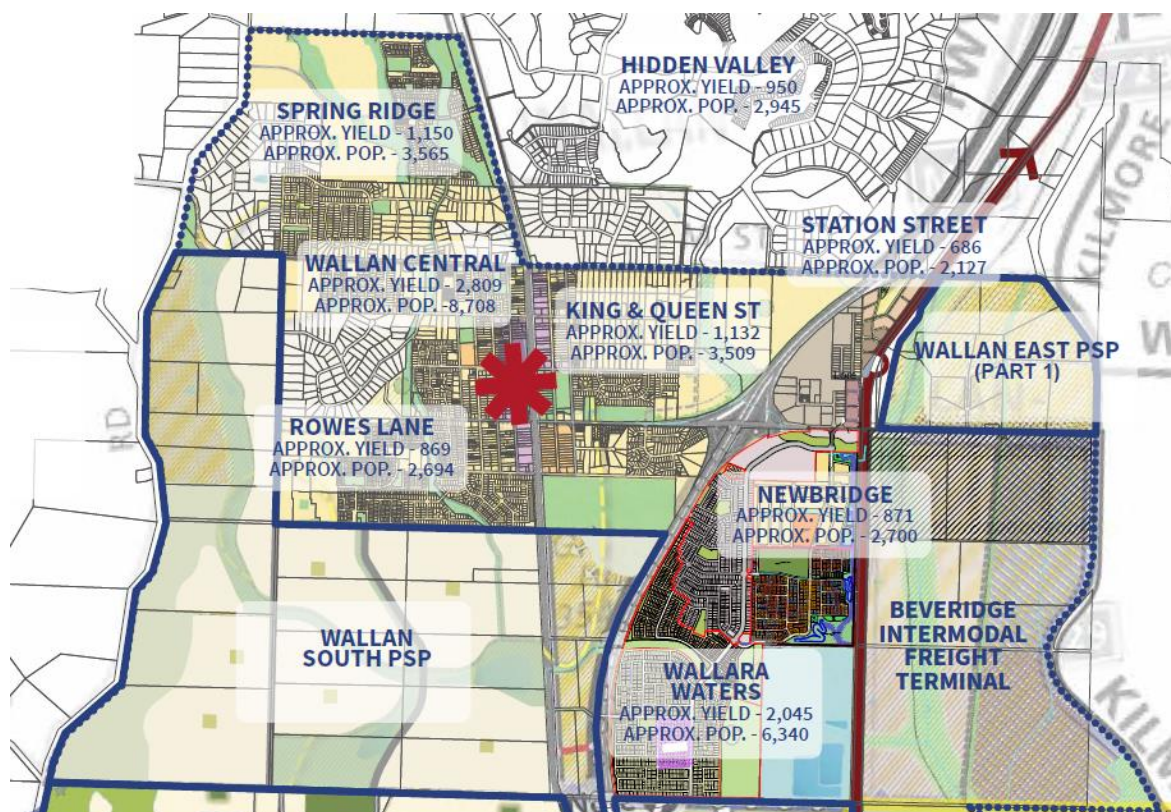 HIDDEN VALLEY
APPROX. YIELD - 950
APPROX. POP. - 2,945
SPRING RIDGE
APPROX. YIELD - 1,150
APPROX. POP. - 3,565
KILMORE
STATION STREET
APPROX. YIELD - 686
APPROX. POP. - 2,127
WALLAN CENTRAL
APPROX. YIELD - 2,809
APPROX. POP. -8,708
KING & QUEEN ST
APPROX. YIELD - 1,132
APPROX. POP. - 3,509
WALLAN EAST PSP
(PART 1)
RD
ROWES LANE
APPROX. YIELD - 869
APPROX. POP. - 2,694
NEWBRIDGE
APPROX. YIELD - 871
APPROX. POP. - 2,700
BEVERIDGE
INTERMODAL
FREIGHT
TERMINAL
WALLAN
SOUTH PSP
WALLARA
WATERS
APPROX. YIELD - 2,045
APPROX. POP. - 6,340